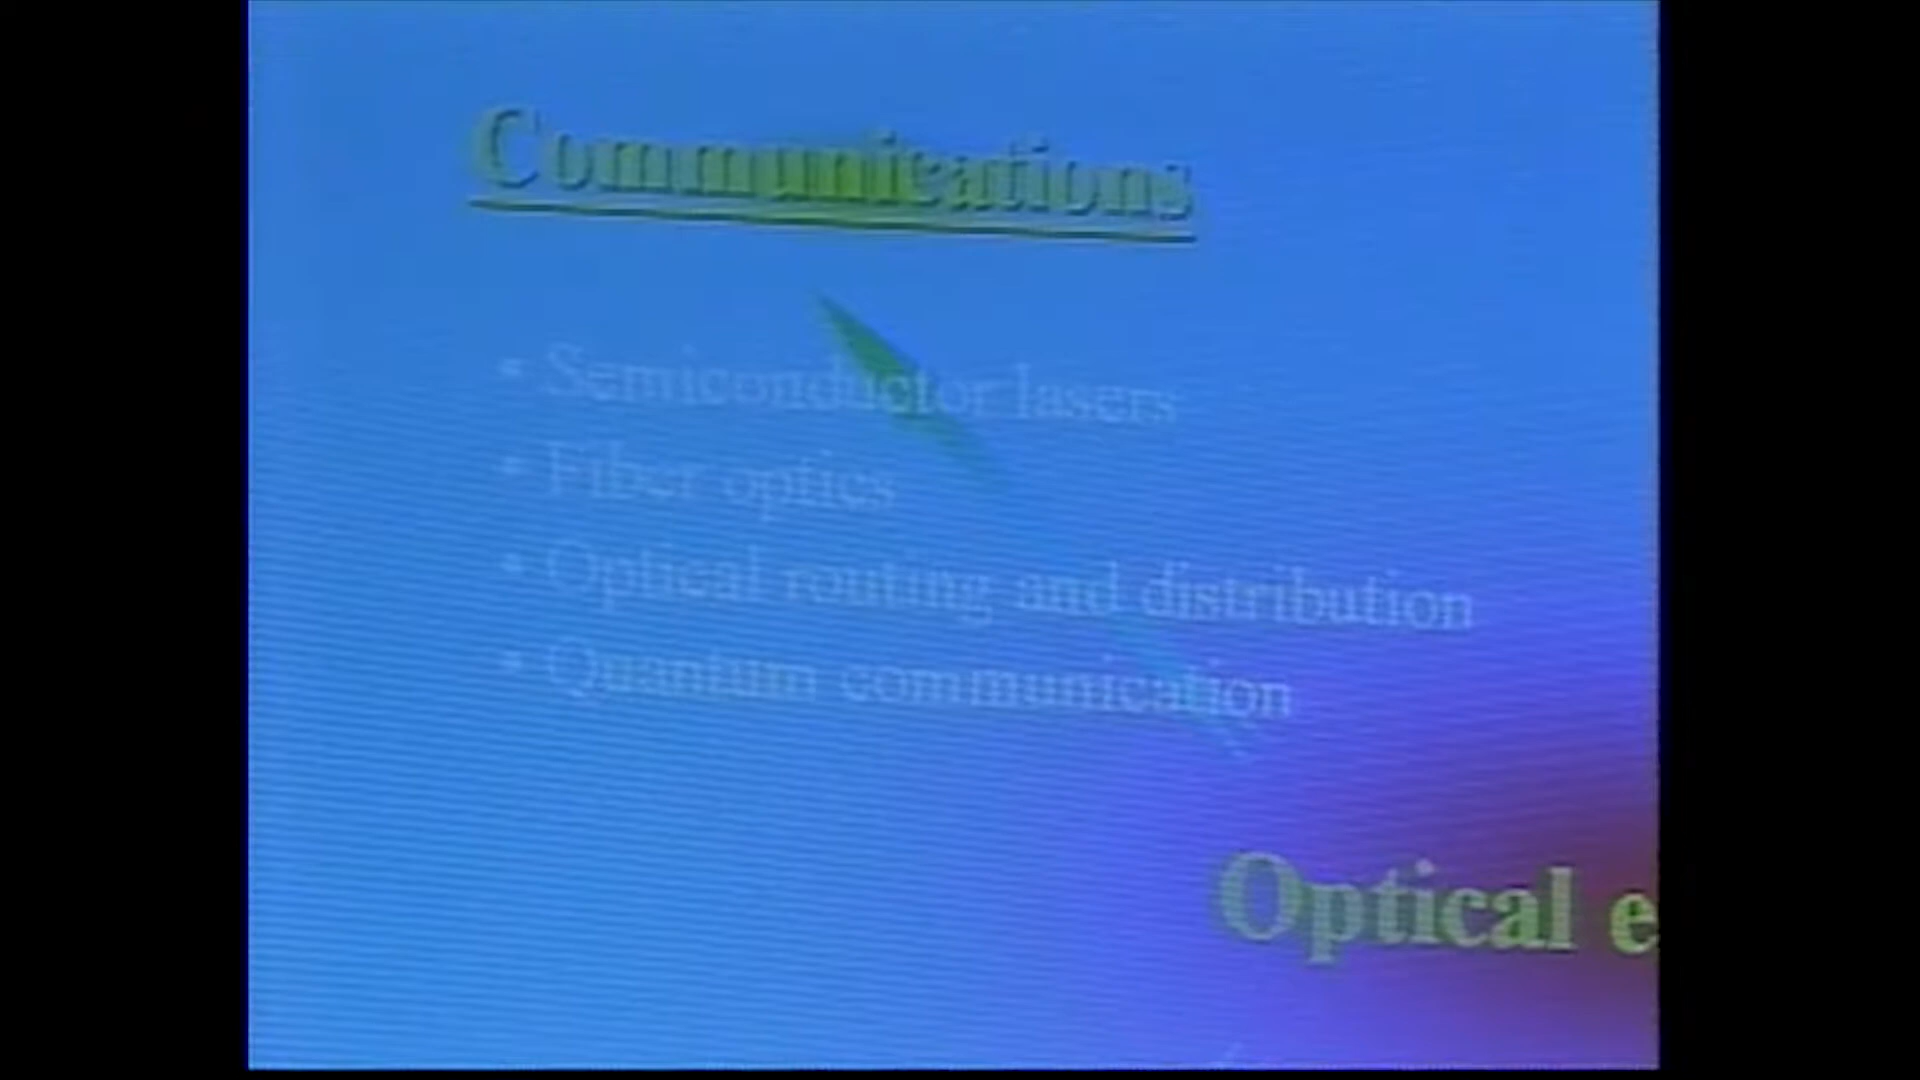 Communications
• Semiconductor lasers
• Fiber optics
• Optical routing and distribution
• Quantum communication
Optical e